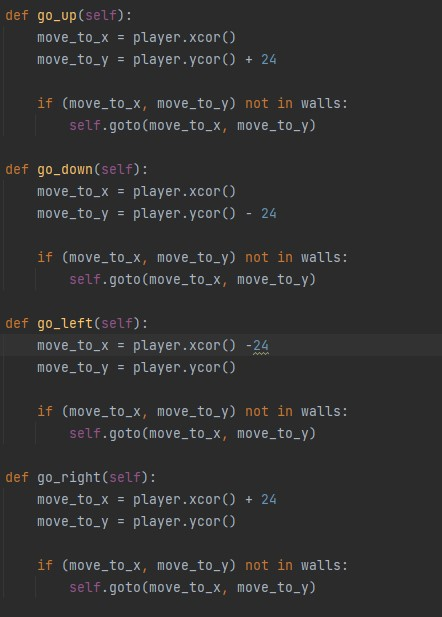 def go_up(self):
    move_to_x = player.xcor()
    move_to_y = player.ycor() + 24

    if (move_to_x, move_to_y) not in walls:
        self.goto(move_to_x, move_to_y)

def go_down(self):
    move_to_x = player.xcor()
    move_to_y = player.ycor() - 24

    if (move_to_x, move_to_y) not in walls:
        self.goto(move_to_x, move_to_y)

def go_left(self):
    move_to_x = player.xcor() -24
    move_to_y = player.ycor()

    if (move_to_x, move_to_y) not in walls:
        self.goto(move_to_x, move_to_y)

def go_right(self):
    move_to_x = player.xcor() + 24
    move_to_y = player.ycor()

    if (move_to_x, move_to_y) not in walls:
        self.goto(move_to_x, move_to_y)